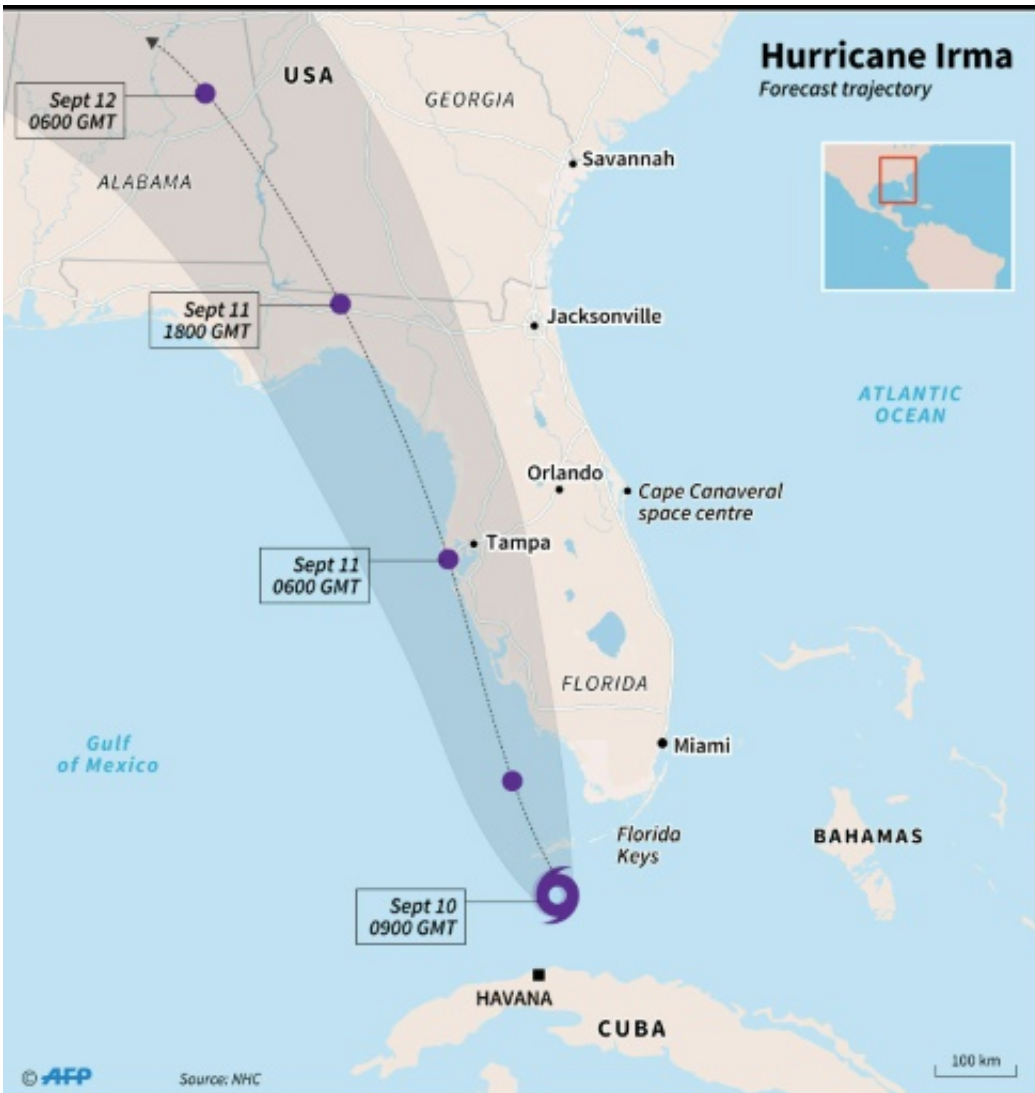 Hurricane Irma
Forecast trajectory
USA
Sept 12
0600 GMT
GEORGIA
Savannah
ALABAMA
Sept 11
1800 GMT
Jacksonville
ATLANTIC
OCEAN
Orlando
Cape Canaveral
space centre
Tampa
Sept 11
0600 GMT
FLORIDA
Gulf
of Mexico
Miami
Florida
Keys
BAHAMAS
Sept 10
0900 GMT
HAVANA
CUBA
100 km
© AFP
Source: NHC